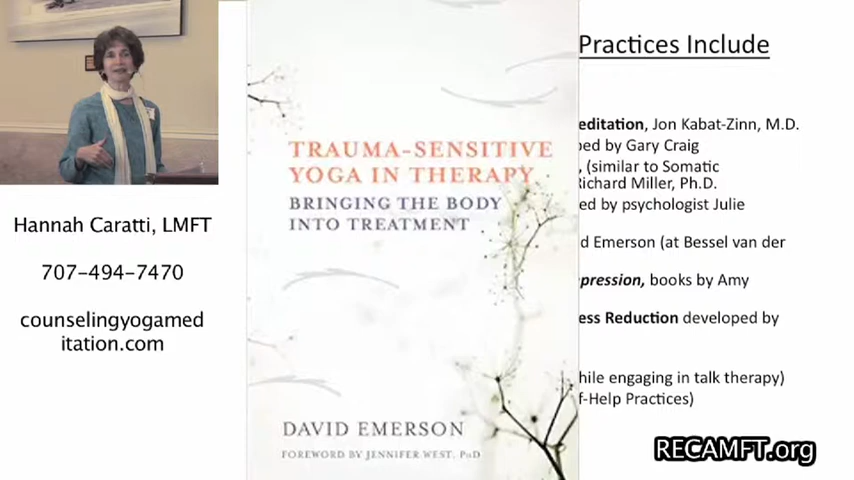 Hannah Caratti, LMFT
707-494-7470
counselingyogamed
itation.com
TRAUMA-SENSITIVE
YOGA IN THERAPY
BRINGING THE BODY
INTO TREATMENT
DAVID EMERSON
FOREWORD BY JENNIFER WEST, PhD
Practices Include
editation, Jon Kabat-Zinn, M.D.
ped by Gary Craig
, (similar to Somatic
Richard Miller, Ph.D.
ed by psychologist Julie
d Emerson (at Bessel van der
pression, books by Amy
ess Reduction developed by
hile engaging in talk therapy)
f-Help Practices)
RECAMFT.org